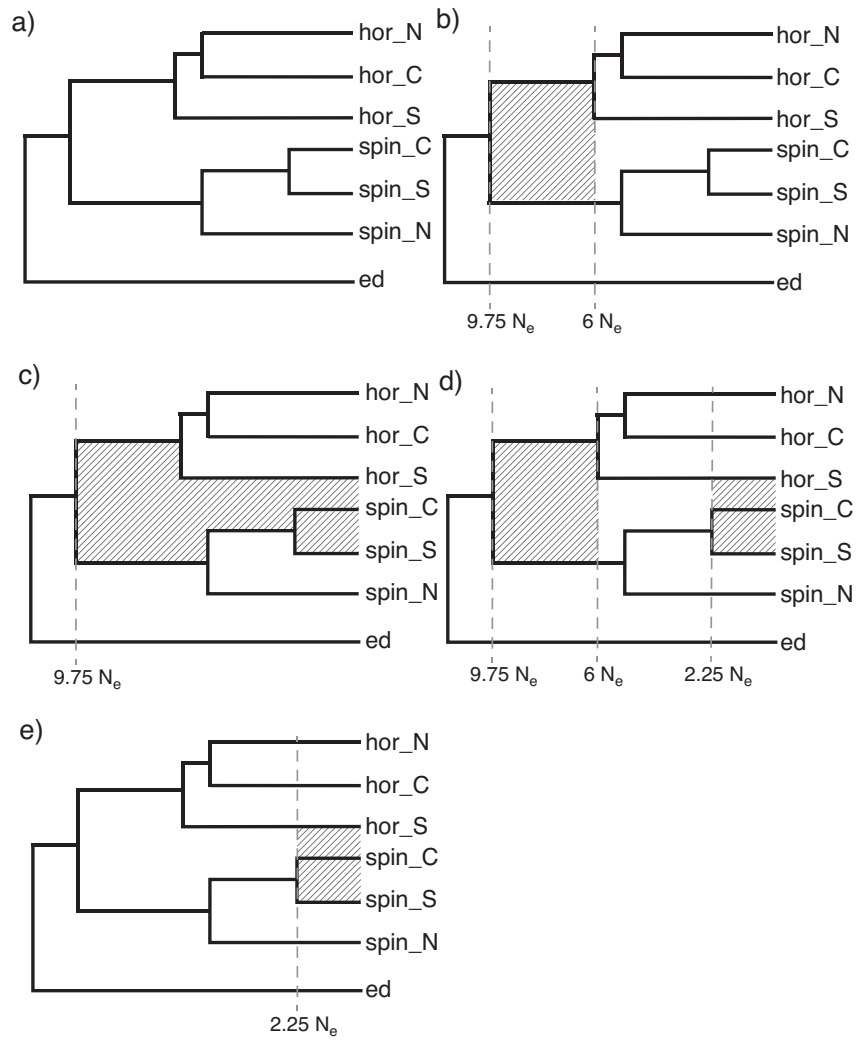 a)
hor_N
hor_C
hor_S
spin_C
spin_S
spin_N
ed
b)
hor_N
hor_C
hor_S
spin_C
spin_S
spin_N
ed
9.75 Ne
6 Ne
c)
hor_N
hor_C
hor_S
spin_C
spin_S
spin_N
ed
9.75 Ne
d)
hor_N
hor_C
hor_S
spin_C
spin_S
spin_N
ed
9.75 Ne
6 Ne
2.25 Ne
e)
hor_N
hor_C
hor_S
spin_C
spin_S
spin_N
ed
2.25 Ne